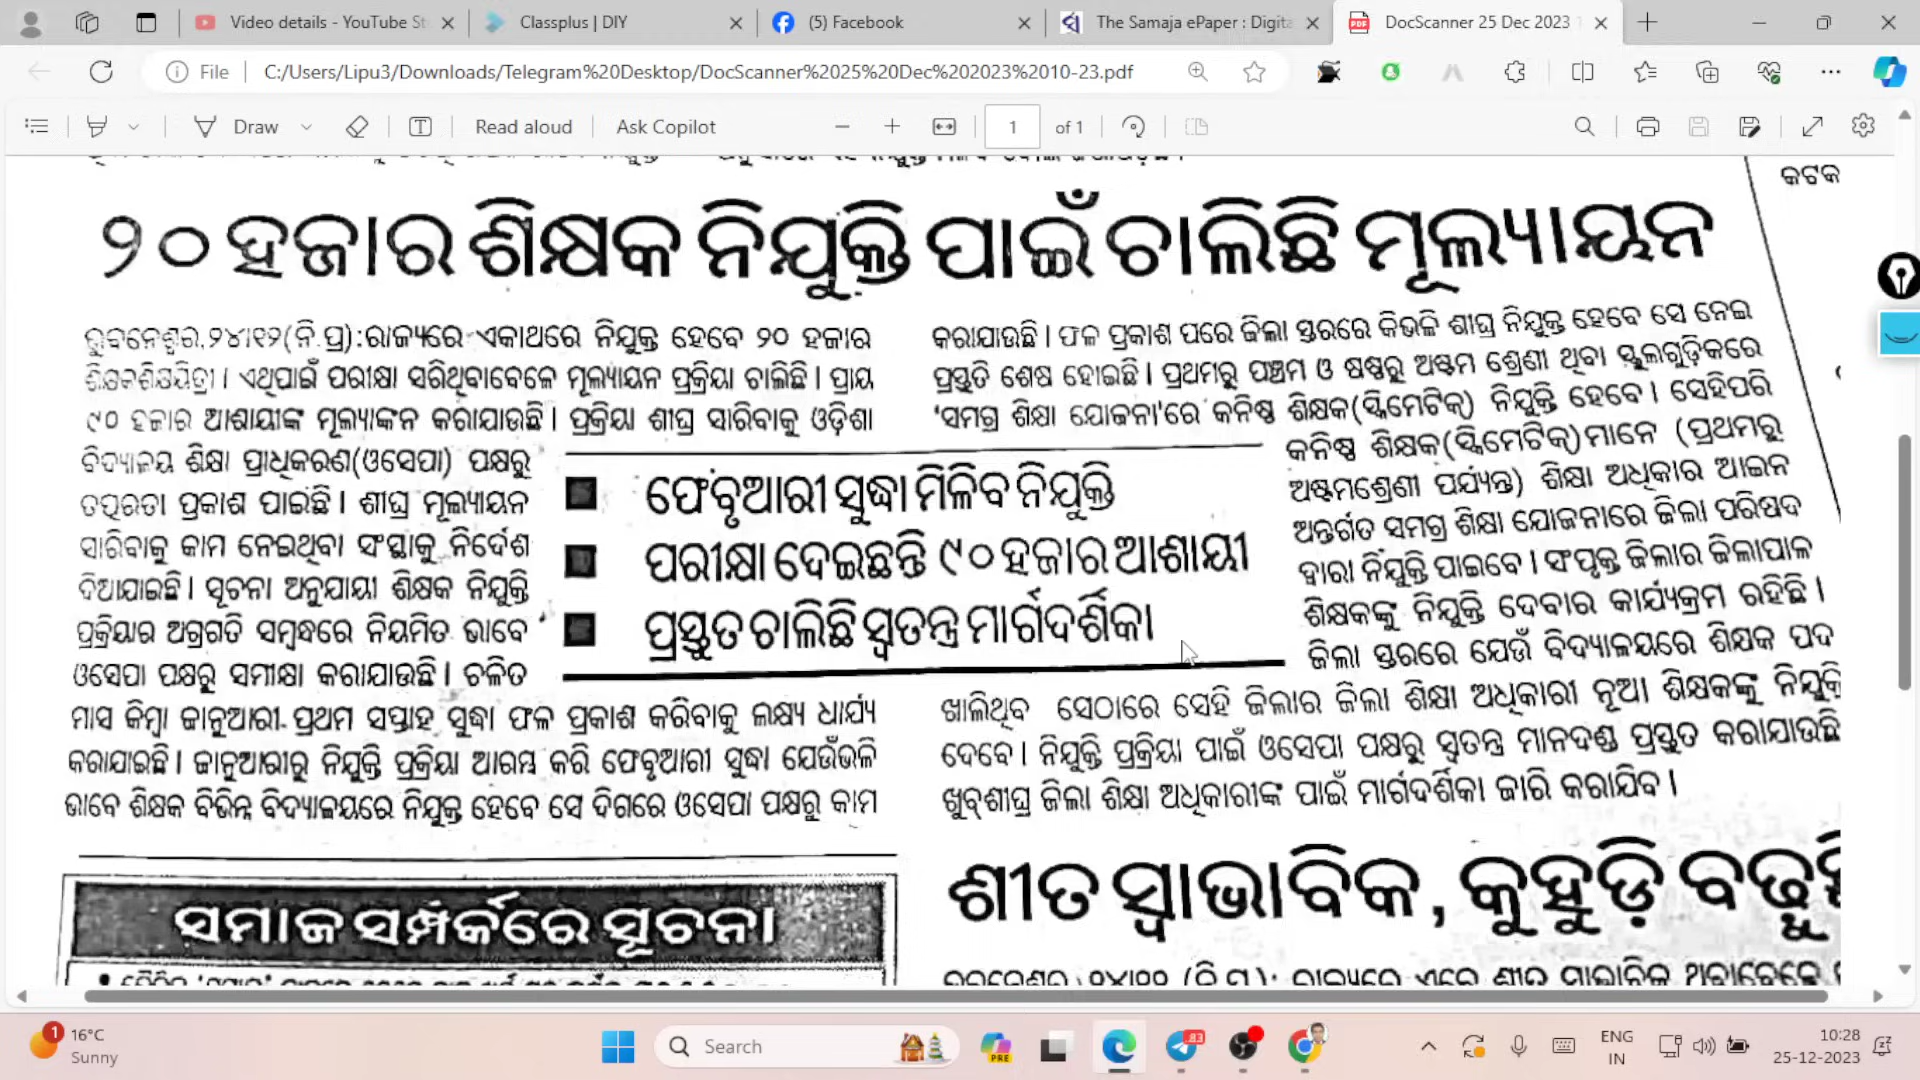 Video details - YouTube St
Classplus | DIY
(5) Facebook
The Samaja ePaper : Digita
DocScanner 25 Dec 2023 1
File
C:/Users/Lipu3/Downloads/Telegram%20Desktop/DocScanner%2025%20Dec%202023%2010-23.pdf
Draw
Read aloud
Ask Copilot
1
of 1
କଟକ
୨୦ ହଜାର ଶିକ୍ଷକ ନିଯୁକ୍ତି ପାଇଁ ଚାଲିଛି ମୂଲ୍ୟାୟନ
ଭୁବନେଶ୍ୱର,୨୪।୧୨(ନି.ପ୍ର):ରାଜ୍ୟରେ ଏକାଥରେ ନିଯୁକ୍ତ ହେବେ ୨୦ ହଜାର
ଶିକ୍ଷକଶିକ୍ଷୟିତ୍ରୀ। ଏଥିପାଇଁ ପରୀକ୍ଷା ସରିଥିବାବେଳେ ମୂଲ୍ୟାୟନ ପ୍ରକ୍ରିୟା ଚାଲିଛି। ପ୍ରାୟ
୯୦ ହଜାର ଆଶାୟୀଙ୍କ ମୂଲ୍ୟାଙ୍କନ କରାଯାଉଛି। ପ୍ରକ୍ରିୟା ଶୀଘ୍ର ସାରିବାକୁ ଓଡ଼ିଶା
ବିଦ୍ୟାଳୟ ଶିକ୍ଷା ପ୍ରାଧିକରଣ(ଓସେପା) ପକ୍ଷରୁ
ତତ୍ପରତା ପ୍ରକାଶ ପାଇଛି। ଶୀଘ୍ର ମୂଲ୍ୟାୟନ
ସାରିବାକୁ କାମ ନେଇଥିବା ସଂସ୍ଥାକୁ ନିର୍ଦେଶ
ଦିଆଯାଇଛି। ସୂଚନା ଅନୁଯାୟୀ ଶିକ୍ଷକ ନିଯୁକ୍ତି
ପ୍ରକ୍ରିୟାର ଅଗ୍ରଗତି ସମ୍ବନ୍ଧରେ ନିୟମିତ ଭାବେ
ଓସେପା ପକ୍ଷରୁ ସମୀକ୍ଷା କରାଯାଉଛି। ଚଳିତ
ମାସ କିମ୍ବା ଜାନୁଆରୀ ପ୍ରଥମ ସପ୍ତାହ ସୁଦ୍ଧା ଫଳ ପ୍ରକାଶ କରିବାକୁ ଲକ୍ଷ୍ୟ ଧାର୍ଯ୍ୟ
କରାଯାଇଛି। ଜାନୁଆରୀରୁ ନିଯୁକ୍ତି ପ୍ରକ୍ରିୟା ଆରମ୍ଭ କରି ଫେବୃଆରୀ ସୁଦ୍ଧା ଯେଉଁଭଳି
ଭାବେ ଶିକ୍ଷକ ବିଭିନ୍ନ ବିଦ୍ୟାଳୟରେ ନିଯୁକ୍ତ ହେବେ ସେ ଦିଗରେ ଓସେପା ପକ୍ଷରୁ କାମ
■ ଫେବୃଆରୀ ସୁଦ୍ଧା ମିଳିବ ନିଯୁକ୍ତି
■ ପରୀକ୍ଷା ଦେଇଛନ୍ତି ୯୦ ହଜାର ଆଶାୟୀ
■ ପ୍ରସ୍ତୁତ ଚାଲିଛି ସ୍ୱତନ୍ତ୍ର ମାର୍ଗଦର୍ଶିକା
କରାଯାଉଛି। ଫଳ ପ୍ରକାଶ ପରେ ଜିଲା ସ୍ତରରେ କିଭଳି ଶୀଘ୍ର ନିଯୁକ୍ତ ହେବେ ସେ ନେଇ
ପ୍ରସ୍ତୁତି ଶେଷ ହୋଇଛି। ପ୍ରଥମରୁ ପଞ୍ଚମ ଓ ଷଷ୍ଠରୁ ଅଷ୍ଟମ ଶ୍ରେଣୀ ଥିବା ସ୍କୁଲଗୁଡ଼ିକରେ
'ସମଗ୍ର ଶିକ୍ଷା ଯୋଜନା'ରେ କନିଷ୍ଠ ଶିକ୍ଷକ(ସ୍କିମେଟିକ୍) ନିଯୁକ୍ତି ହେବେ। ସେହିପରି
କନିଷ୍ଠ ଶିକ୍ଷକ(ସ୍କିମେଟିକ୍)ମାନେ (ପ୍ରଥମରୁ
ଅଷ୍ଟମଶ୍ରେଣୀ ପର୍ଯ୍ୟନ୍ତ) ଶିକ୍ଷା ଅଧିକାର ଆଇନ
ଅନ୍ତର୍ଗତ ସମଗ୍ର ଶିକ୍ଷା ଯୋଜନାରେ ଜିଲା ପରିଷଦ
ଦ୍ୱାରା ନିଯୁକ୍ତି ପାଇବେ। ସଂପୃକ୍ତ ଜିଲାର ଜିଲାପାଳ
ଶିକ୍ଷକଙ୍କୁ ନିଯୁକ୍ତି ଦେବାର କାର୍ଯ୍ୟକ୍ରମ ରହିଛି।
ଜିଲା ସ୍ତରରେ ଯେଉଁ ବିଦ୍ୟାଳୟରେ ଶିକ୍ଷକ ପଦ
ଖାଲିଥିବ ସେଠାରେ ସେହି ଜିଲାର ଜିଲା ଶିକ୍ଷା ଅଧିକାରୀ ନୂଆ ଶିକ୍ଷକଙ୍କୁ ନିଯୁକ୍ତି
ଦେବେ। ନିଯୁକ୍ତି ପ୍ରକ୍ରିୟା ପାଇଁ ଓସେପା ପକ୍ଷରୁ ସ୍ୱତନ୍ତ୍ର ମାନଦଣ୍ଡ ପ୍ରସ୍ତୁତ କରାଯାଉଛି
ଖୁବ୍‌ଶୀଘ୍ର ଜିଲା ଶିକ୍ଷା ଅଧିକାରୀଙ୍କ ପାଇଁ ମାର୍ଗଦର୍ଶିକା ଜାରି କରାଯିବ।
ସମାଜ ସମ୍ପର୍କରେ ସୂଚନା
ଶୀତ ସ୍ୱାଭାବିକ, କୁହୁଡ଼ି ବଢ଼ୁଛି
1
16°C
Sunny
Search
PRE
83
ENG
IN
10:28
25-12-2023